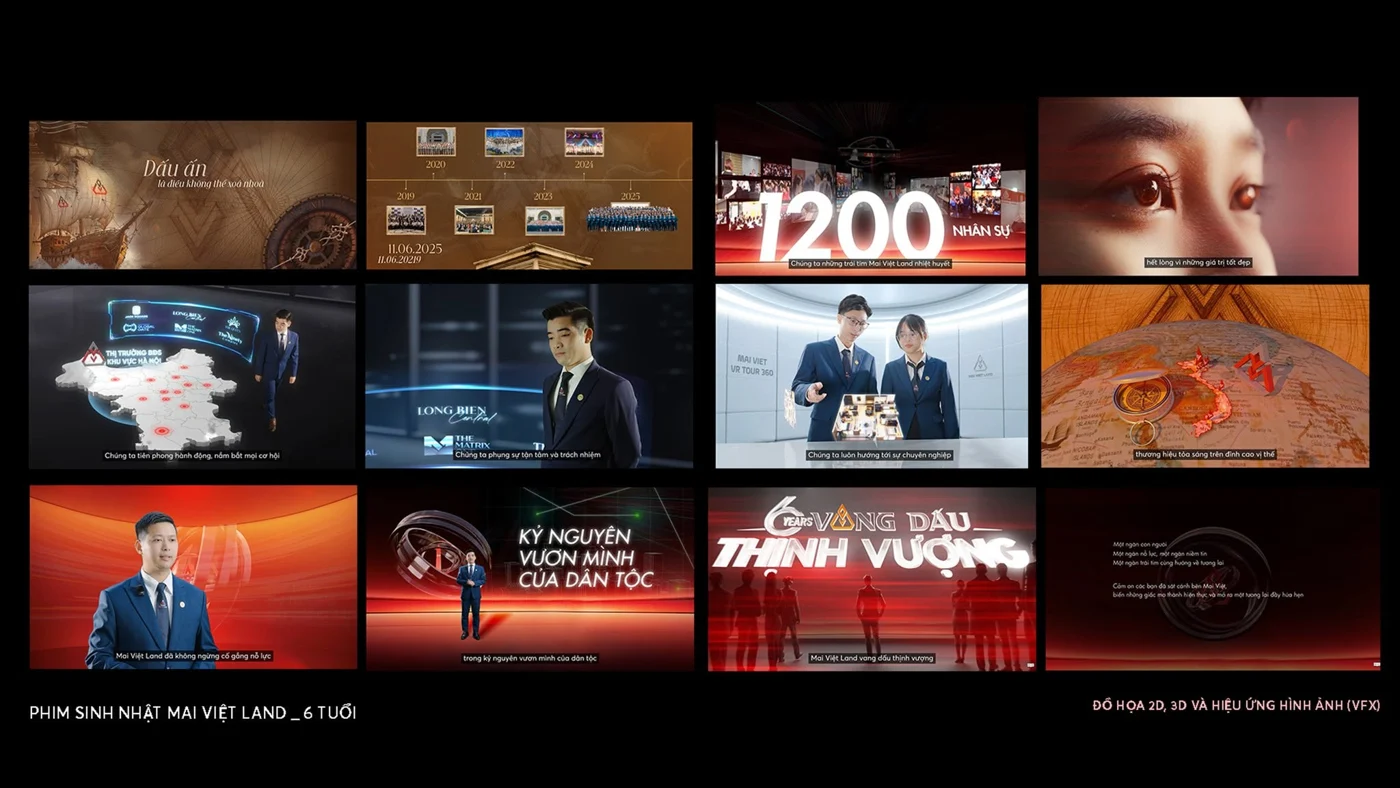 Dấu ấn
là điều không thể xoá nhoà
2020
2022
2024
2019
2021
2023
2025
11.06.2025
11.06.20219
1200
NHÂN SỰ
Chúng ta những trái tim Mai Việt Land nhiệt huyết
hết lòng vì những giá trị tốt đẹp
LONG BIÊN
Central
THE
MATRIX
ONE
THỊ TRƯỜNG BĐS
KHU VỰC HÀ NỘI
Chúng ta tiên phong hành động, nắm bắt mọi cơ hội
LONG BIEN
Central
THE
MATRIX
Chúng ta phụng sự tận tâm và trách nhiệm
MAI VIET
VR TOUR 360
MAI VIET LAND
Chúng ta luôn hướng tới sự chuyên nghiệp
thương hiệu tỏa sáng trên đỉnh cao vị thế
Mai Việt Land đã không ngừng cố gắng nỗ lực
KỶ NGUYÊN
VƯƠN MÌNH
CỦA DÂN TỘC
trong kỷ nguyên vươn mình của dân tộc
6 YEARS VANG DẤU
THỊNH VƯỢNG
Mai Việt Land vang dấu thịnh vượng
Một ngàn con người
Một ngàn nỗ lực, một ngàn niềm tin
Một ngàn trái tim cùng hướng về tương lai
Cảm ơn các bạn đã sát cánh bên Mai Việt,
biến những giấc mơ thành hiện thực và mở ra một tương lai đầy hứa hẹn
PHIM SINH NHẬT MAI VIỆT LAND _ 6 TUỔI
ĐỒ HỌA 2D, 3D VÀ HIỆU ỨNG HÌNH ẢNH (VFX)